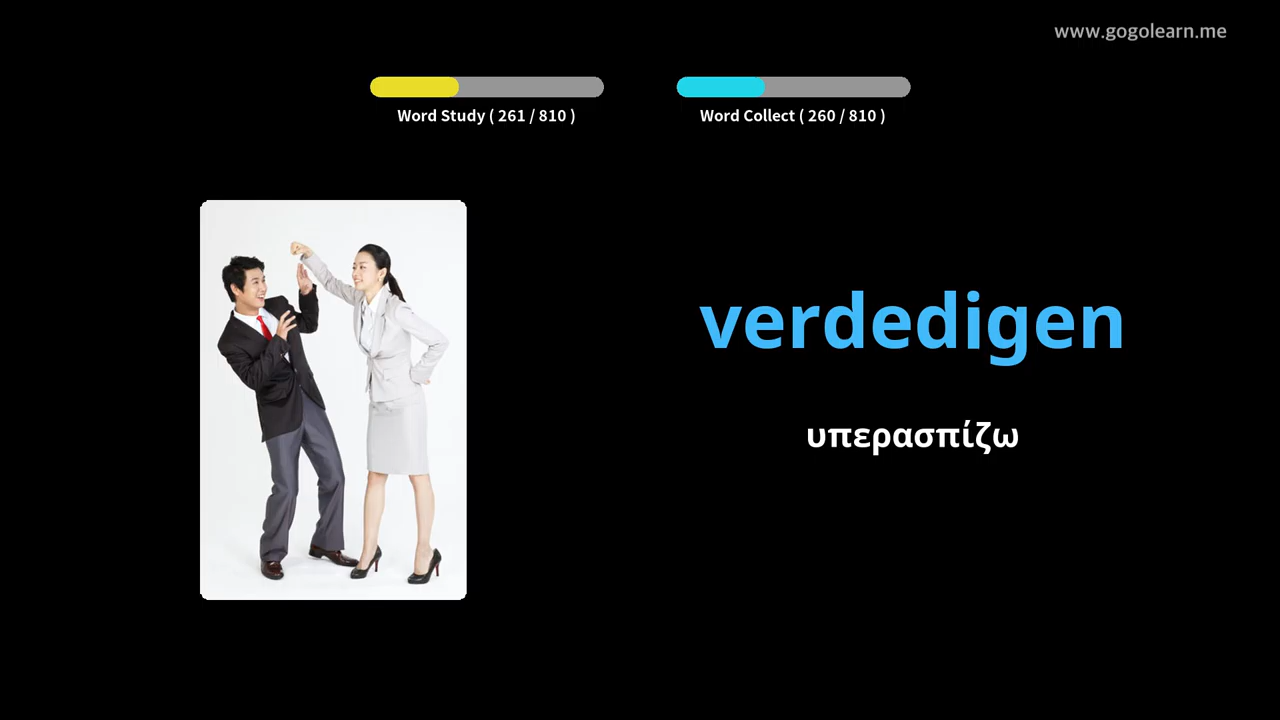 www.gogolearn.me
Word Study ( 261 / 810 )
Word Collect ( 260 / 810 )
verdedigen
υπερασπίζω